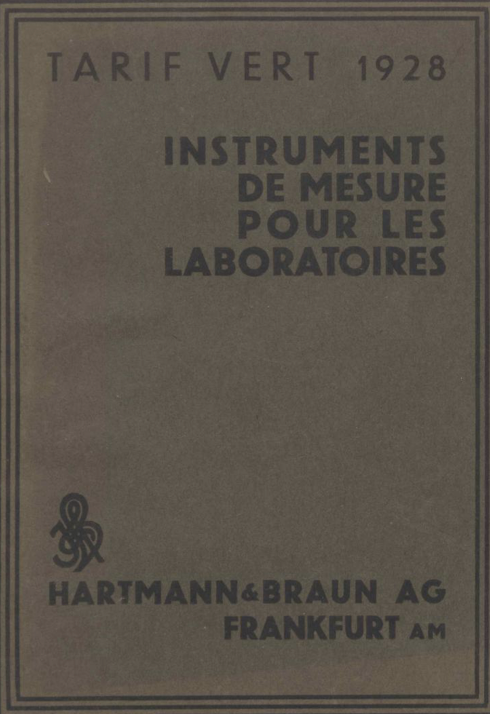 TARIF VERT 1928
INSTRUMENTS
DE MESURE
POUR LES
LABORATOIRES
HARTMANN&BRAUN AG
FRANKFURT AM